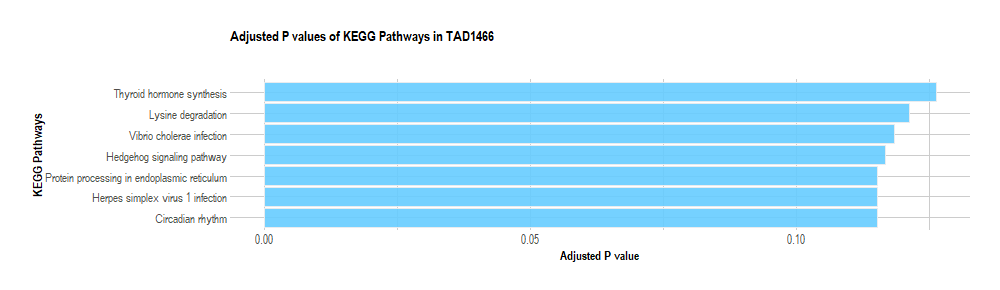 Adjusted P values of KEGG Pathways in TAD1466
KEGG Pathways
Thyroid hormone synthesis
Lysine degradation
Vibrio cholerae infection
Hedgehog signaling pathway
Protein processing in endoplasmic reticulum
Herpes simplex virus 1 infection
Circadian rhythm
0.00 0.05 0.10
Adjusted P value